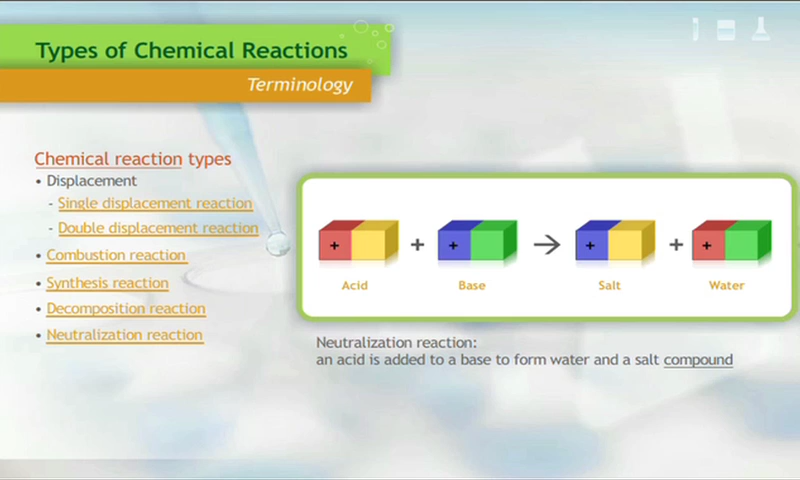 Types of Chemical Reactions
Terminology
Chemical reaction types
• Displacement
- Single displacement reaction
- Double displacement reaction
• Combustion reaction
• Synthesis reaction
• Decomposition reaction
• Neutralization reaction
+ + + → + + +
Acid Base Salt Water
Neutralization reaction:
an acid is added to a base to form water and a salt compound